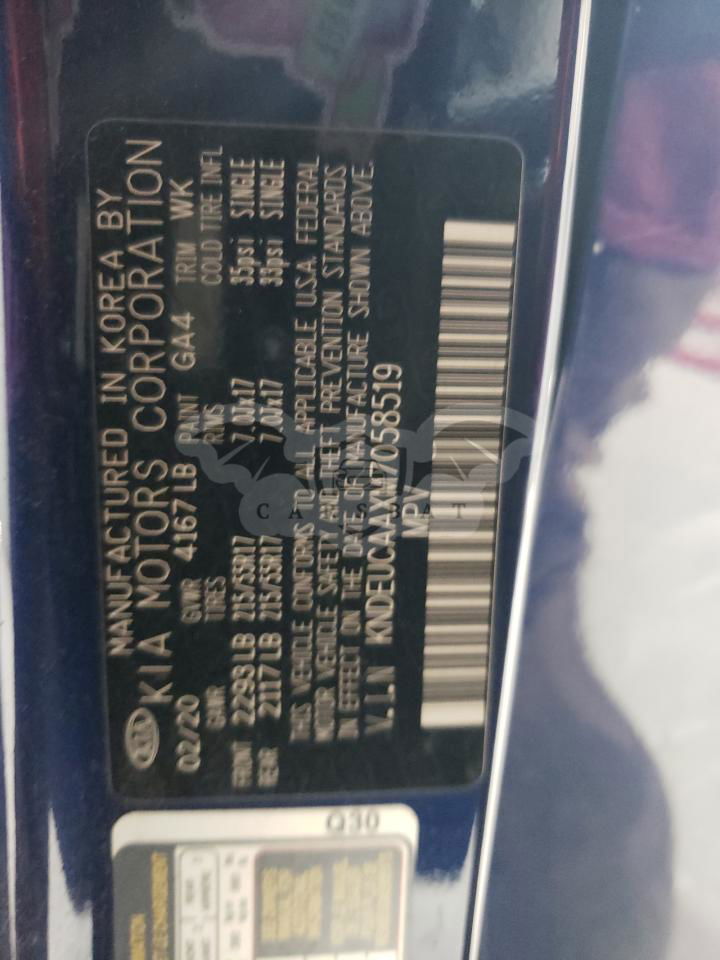 KIA
MANUFACTURED IN KOREA BY
KIA MOTORS CORPORATION
02/20 GVWR 4167 LB PAINT GA4 TRIM WK
GAWR TIRES RIMS COLD TIRE INFL
FRONT 2293 LB 215/55R17 7.0Jx17 35psi SINGLE
REAR 2117 LB 215/55R17 7.0Jx17 33psi SINGLE
THIS VEHICLE CONFORMS TO ALL APPLICABLE U.S.A. FEDERAL
MOTOR VEHICLE SAFETY AND THEFT PREVENTION STANDARDS
IN EFFECT ON THE DATE OF MANUFACTURE SHOWN ABOVE.
V.I.N KNDEUCAAXM7058519
MPV
CARSBAT
Q30